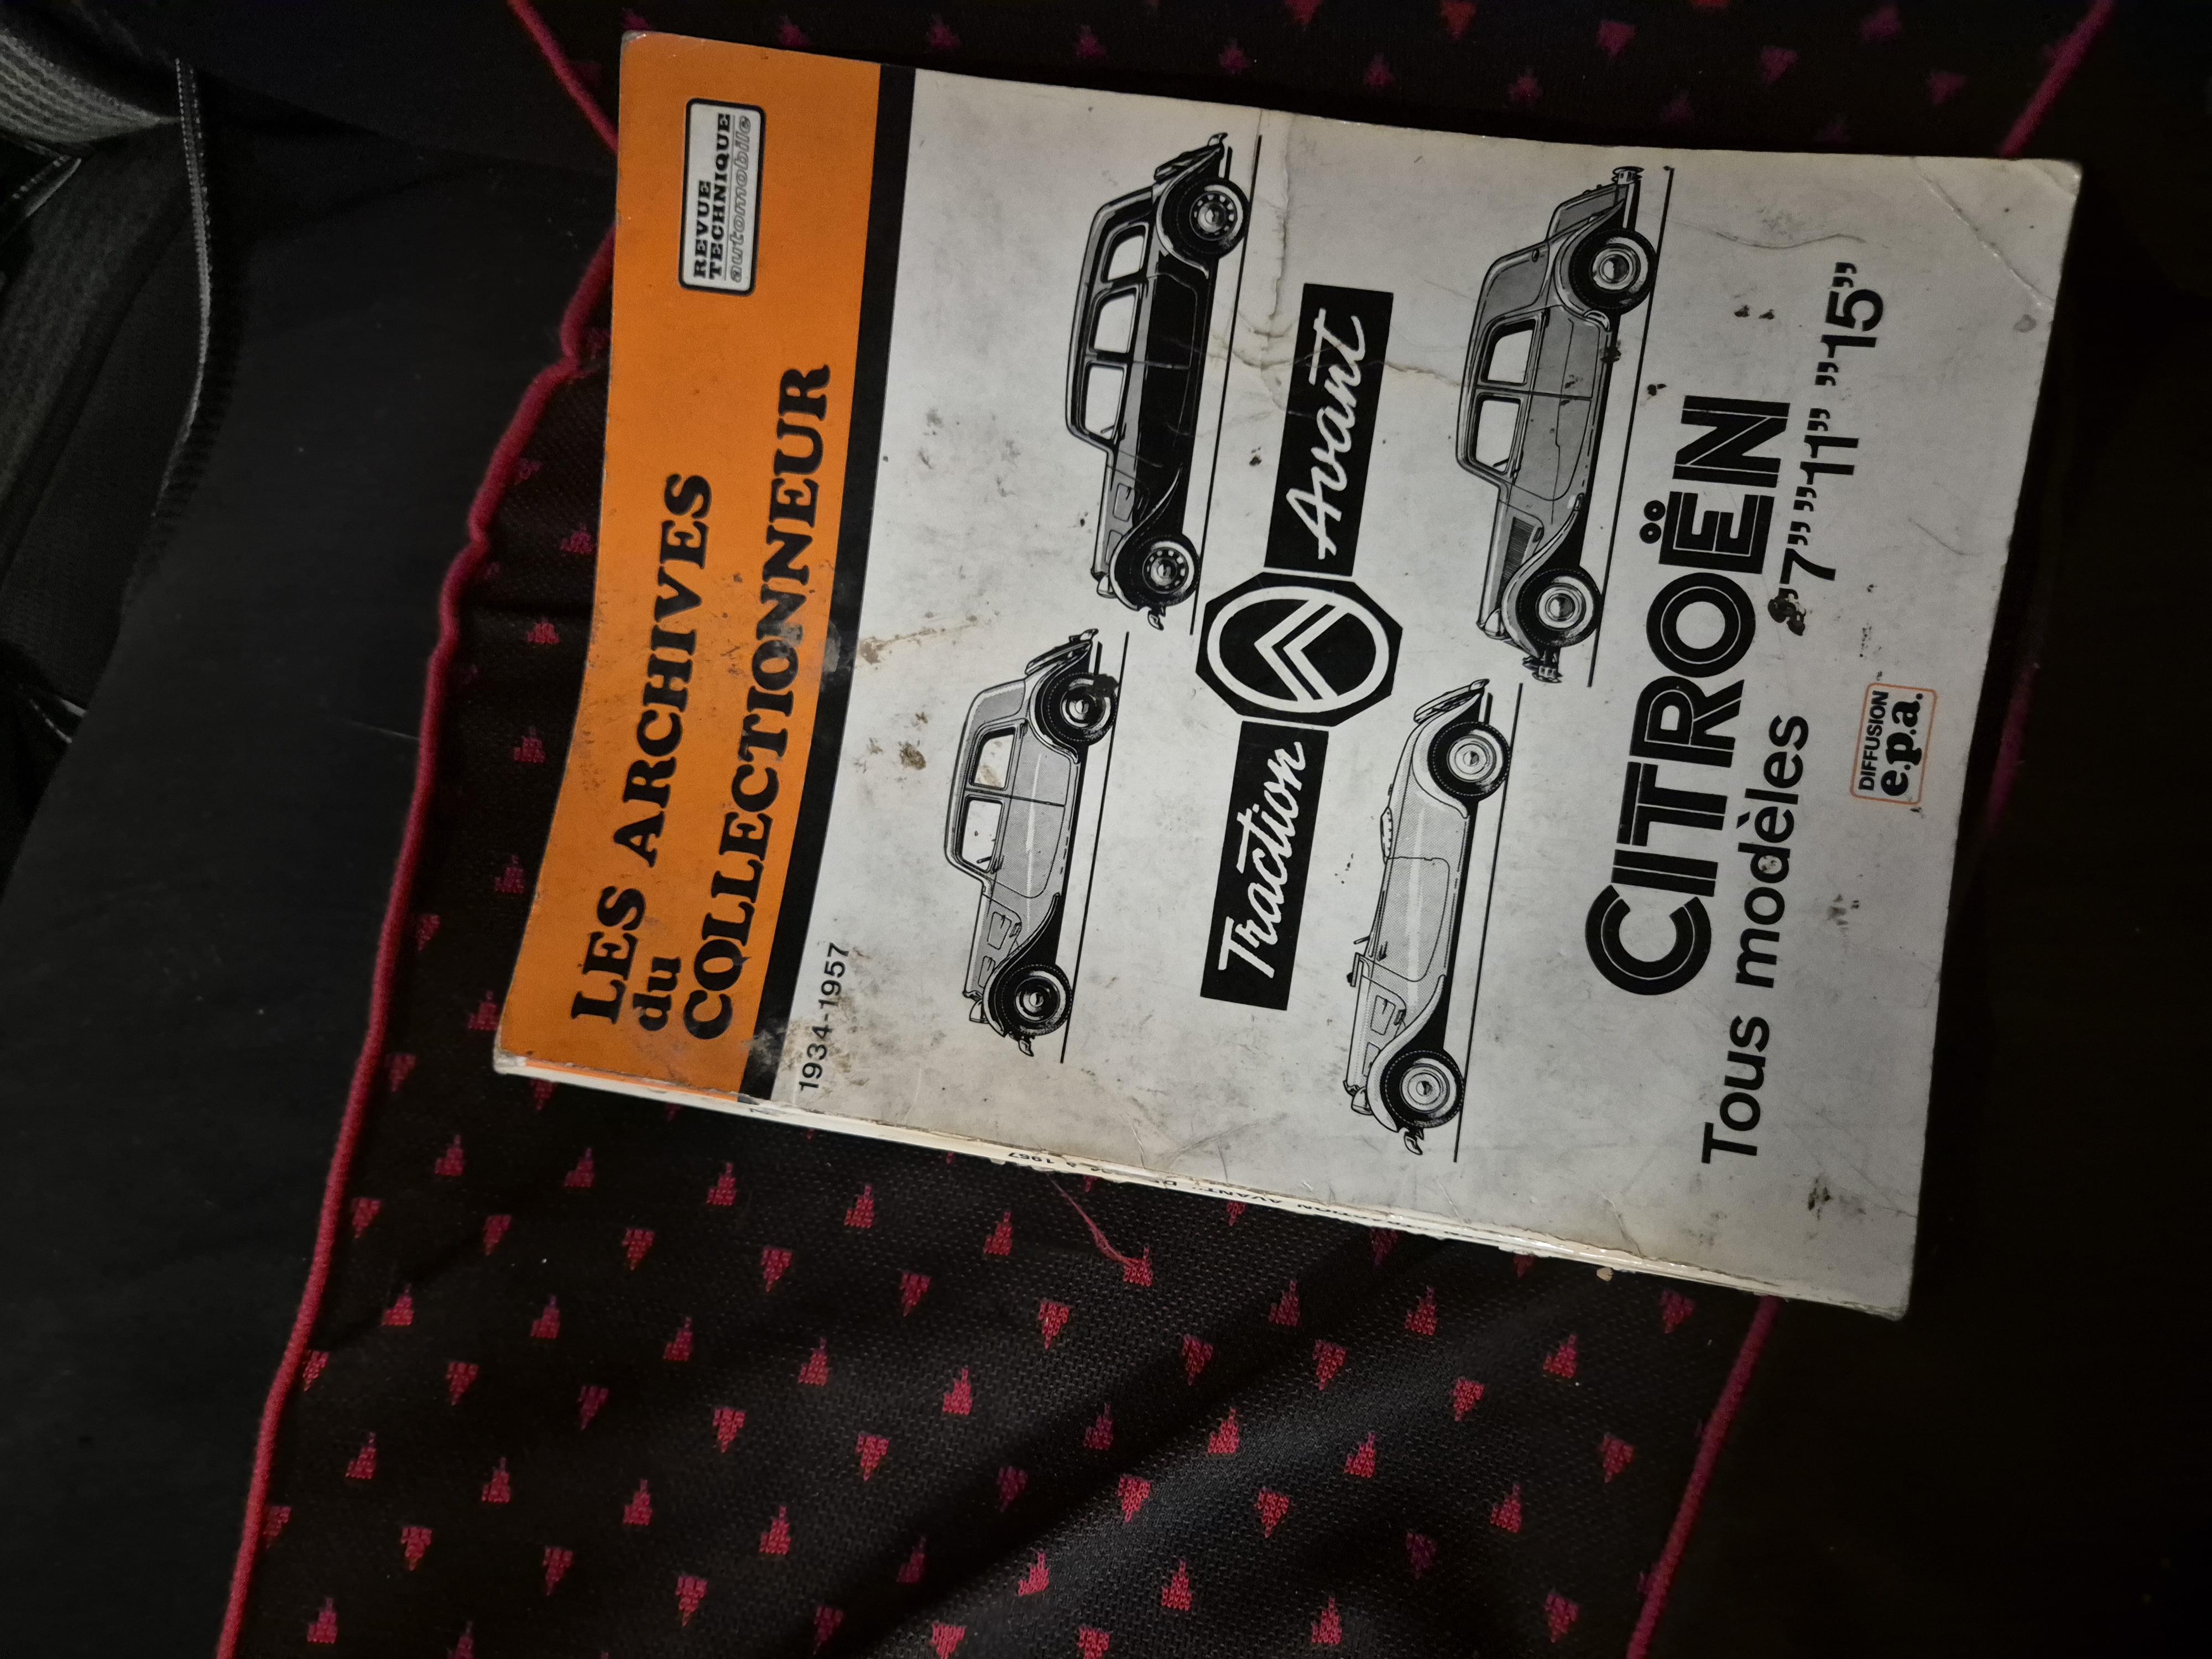 LES ARCHIVES
du
COLLECTIONNEUR
REVUE
TECHNIQUE
automobile
1934-1957
Traction Avant
CITROËN
Tous modèles ”7” ”11” ”15”
DIFFUSION
e.p.a.